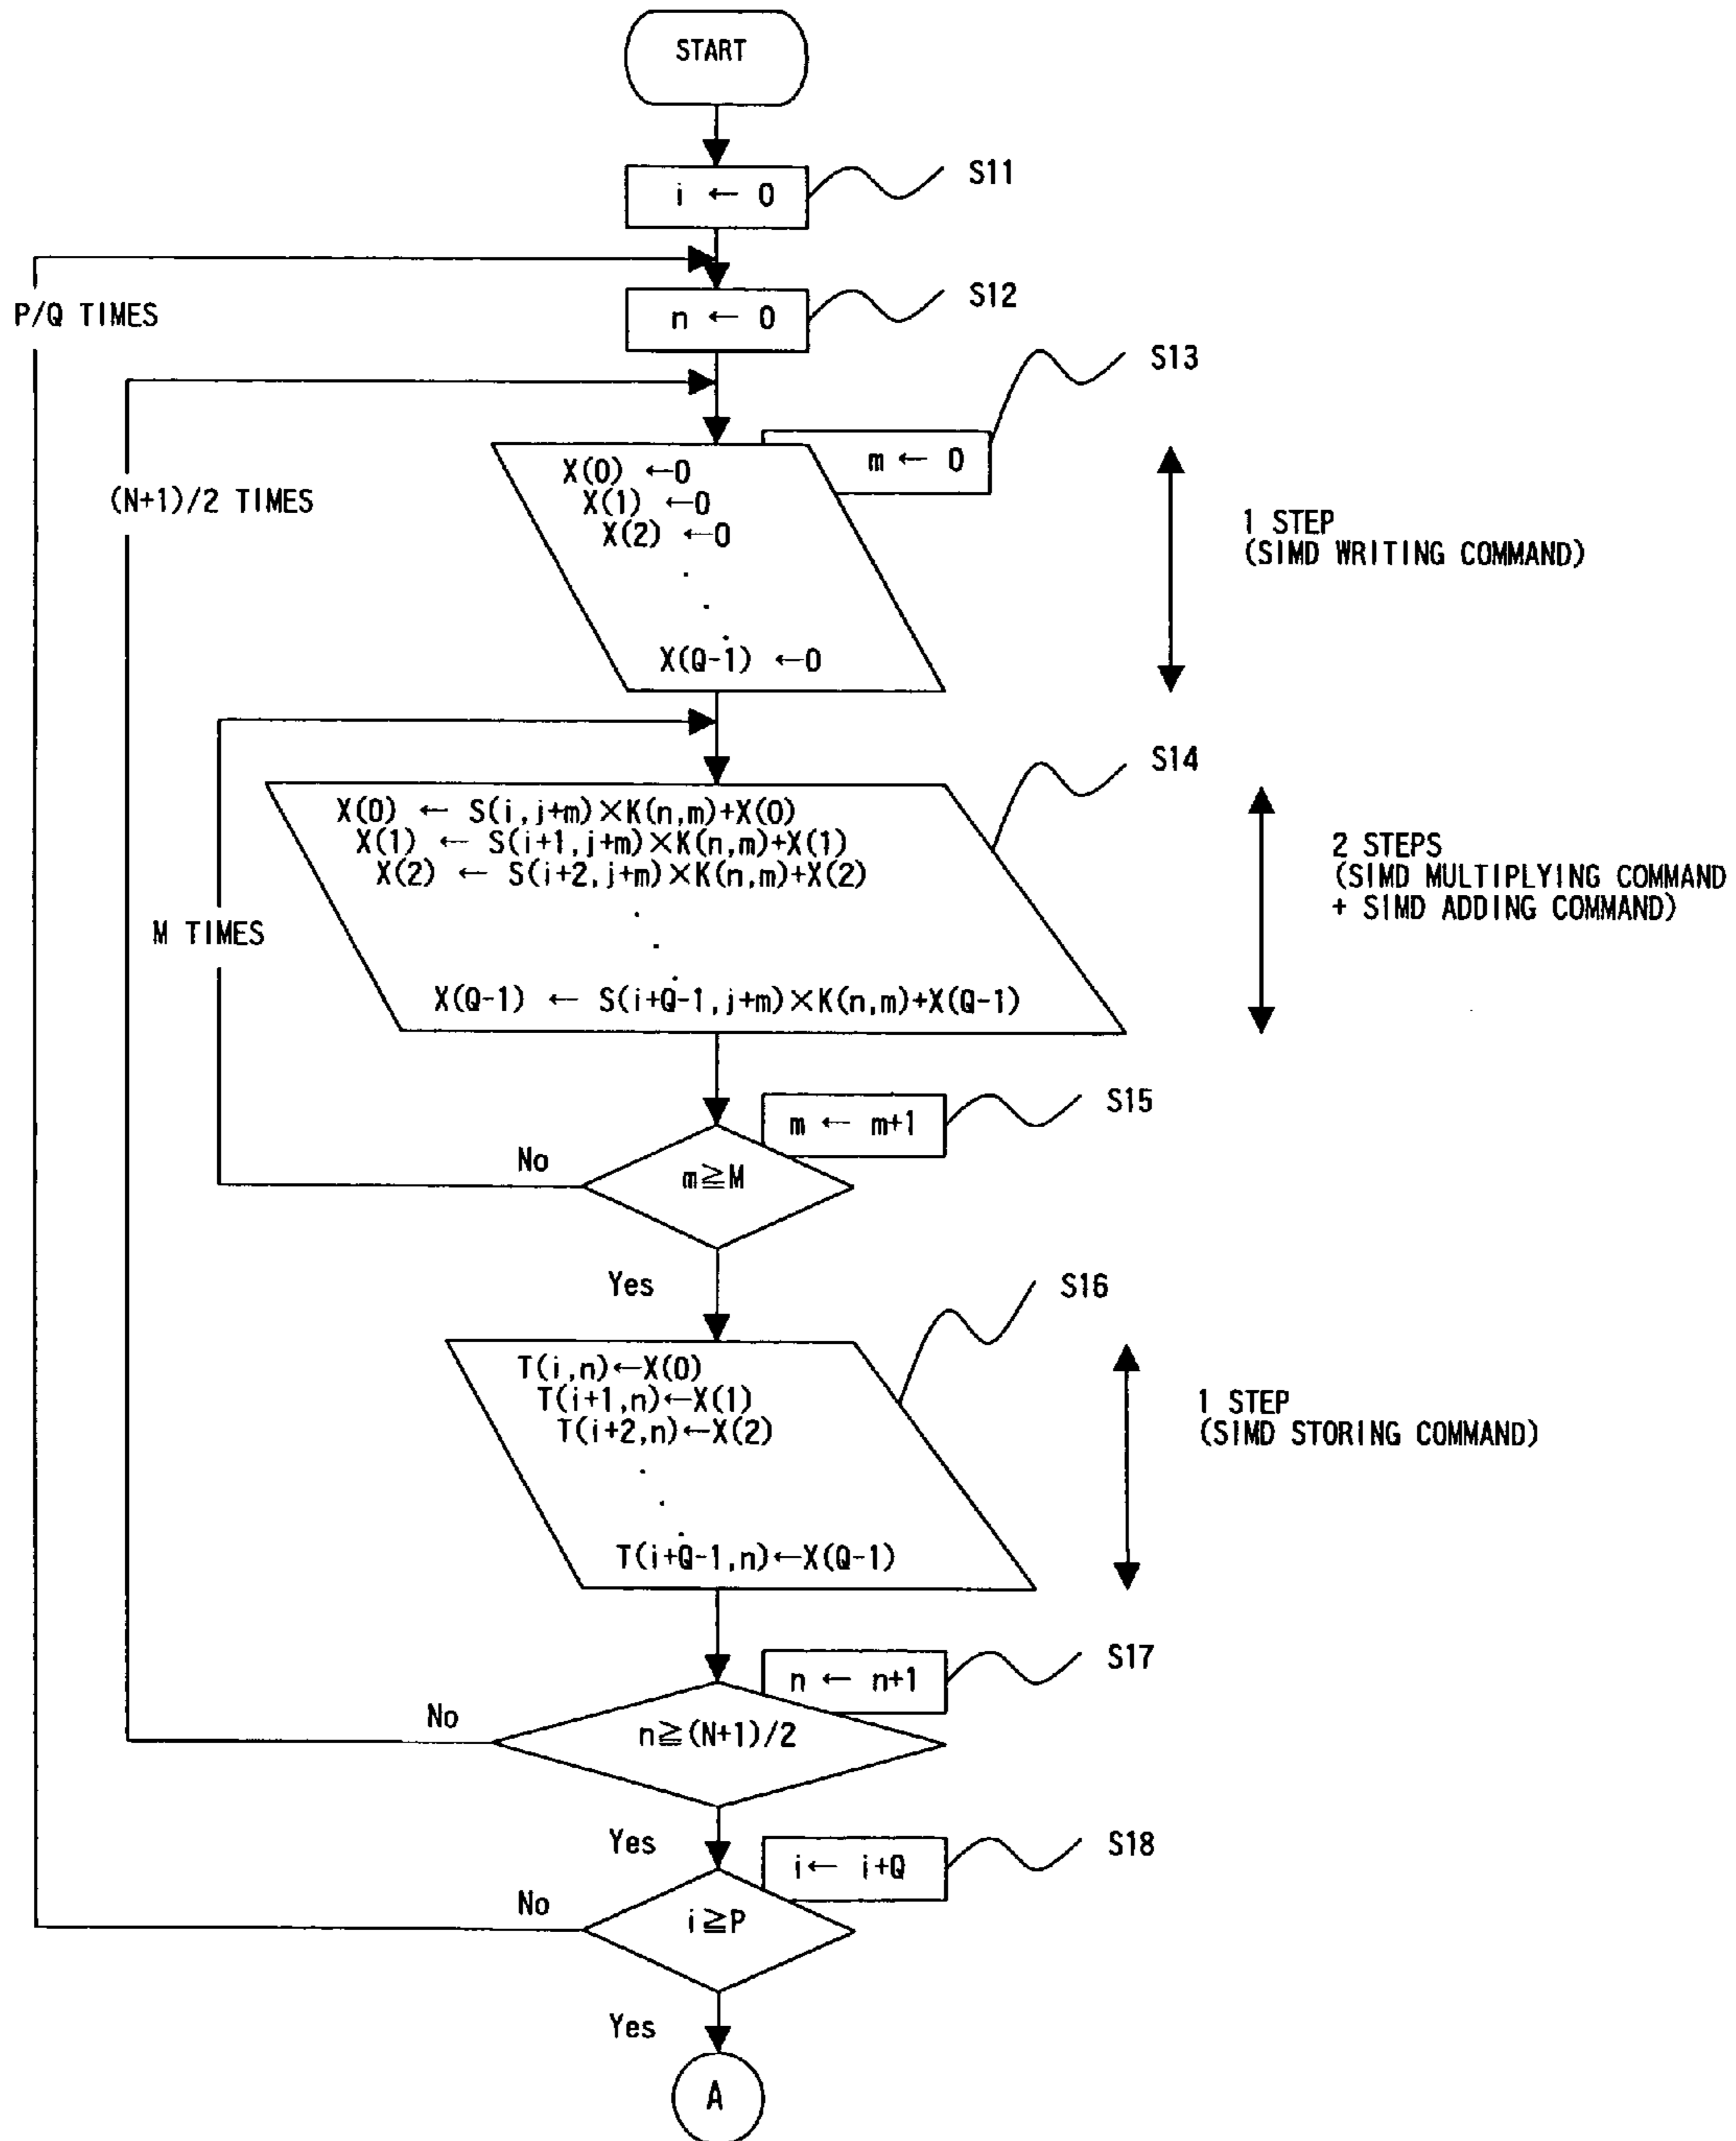 START
i ← 0
S11
P/Q TIMES
n ← 0
S12
S13
m ← 0
(N+1)/2 TIMES
X(0) ←0
X(1) ←0
X(2) ←0
.
.
.
X(Q-1) ←0
1 STEP
(SIMD WRITING COMMAND)
S14
X(0) ← S(i,j+m)×K(n,m)+X(0)
X(1) ← S(i+1,j+m)×K(n,m)+X(1)
X(2) ← S(i+2,j+m)×K(n,m)+X(2)
.
.
.
X(Q-1) ← S(i+Q-1,j+m)×K(n,m)+X(Q-1)
2 STEPS
(SIMD MULTIPLYING COMMAND
+ SIMD ADDING COMMAND)
M TIMES
m ← m+1
S15
No
m≧M
Yes
S16
T(i,n)←X(0)
T(i+1,n)←X(1)
T(i+2,n)←X(2)
.
.
.
T(i+Q-1,n)←X(Q-1)
1 STEP
(SIMD STORING COMMAND)
n ← n+1
S17
No
n≧(N+1)/2
Yes
i← i+Q
S18
No
i≧P
Yes
A